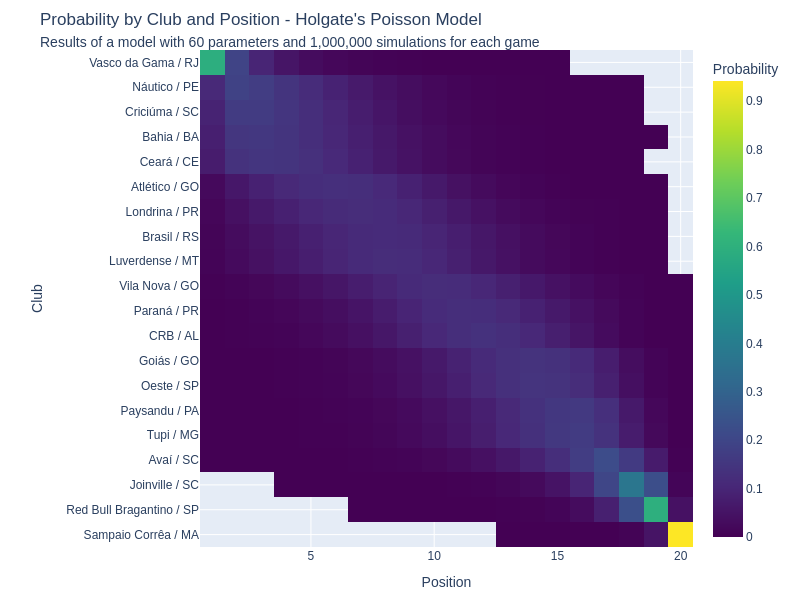 Probability by Club and Position - Holgate's Poisson Model
Results of a model with 60 parameters and 1,000,000 simulations for each game
Probability
Vasco da Gama / RJ
Náutico / PE
Criciúma / SC
Bahia / BA
Ceará / CE
Atlético / GO
Londrina / PR
Brasil / RS
Luverdense / MT
Vila Nova / GO
Paraná / PR
CRB / AL
Goiás / GO
Oeste / SP
Paysandu / PA
Tupi / MG
Avaí / SC
Joinville / SC
Red Bull Bragantino / SP
Sampaio Corrêa / MA
Club
5 10 15 20
Position
0.9
0.8
0.7
0.6
0.5
0.4
0.3
0.2
0.1
0